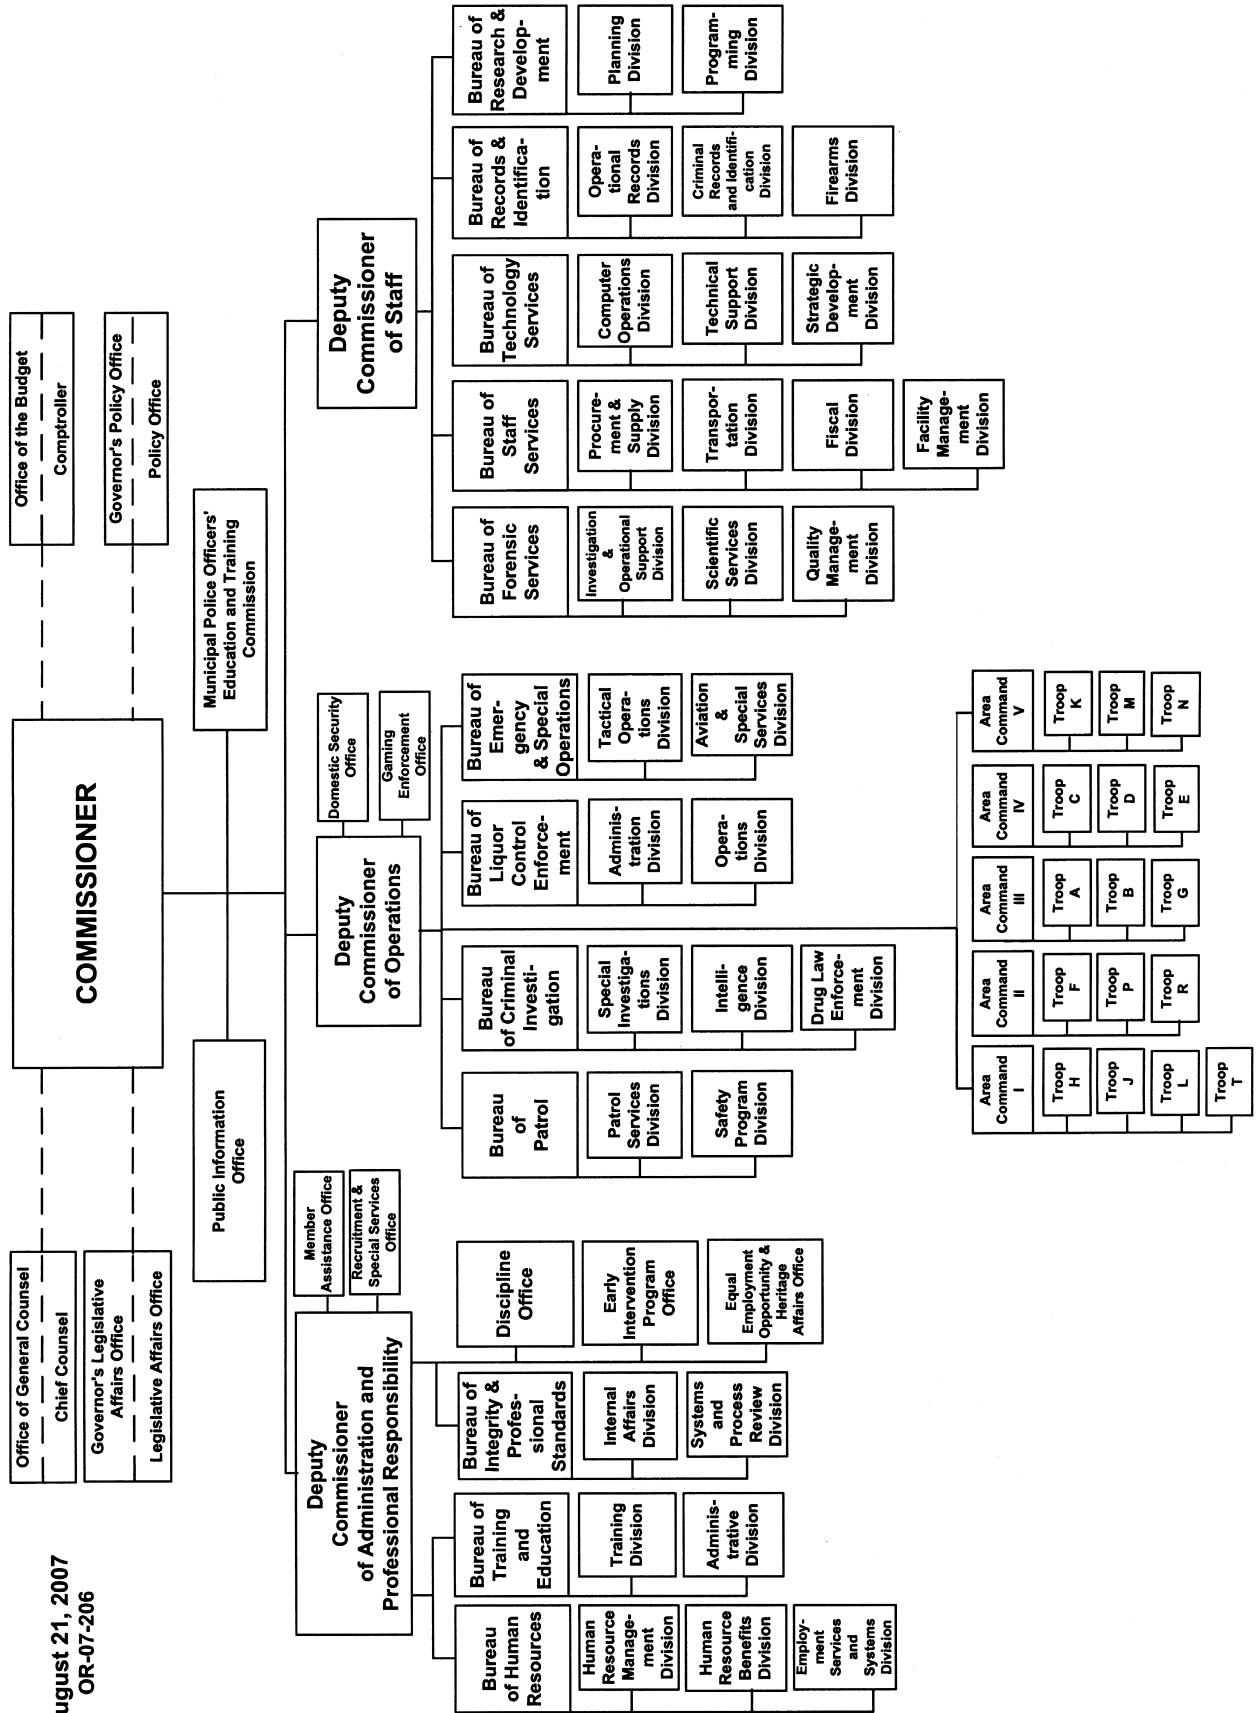 ugust 21, 2007
OR-07-206
Office of General Counsel
Chief Counsel
Governor's Legislative
Affairs Office
Legislative Affairs Office
COMMISSIONER
Office of the Budget
Comptroller
Governor's Policy Office
Policy Office
Public Information
Office
Municipal Police Officers'
Education and Training
Commission
Deputy
Commissioner
of Administration and
Professional Responsibility
Member
Assistance Office
Recruitment &
Special Services
Office
Bureau
of Human
Resources
Human
Resource
Manage-
ment
Division
Human
Resource
Benefits
Division
Employ-
ment
Services
and
Systems
Division
Bureau of
Training
and
Education
Training
Division
Adminis-
trative
Division
Bureau of
Integrity &
Profes-
sional
Standards
Internal
Affairs
Division
Systems
and
Process
Review
Division
Discipline
Office
Early
Intervention
Program
Office
Equal
Employment
Opportunity &
Heritage
Affairs Office
Deputy
Commissioner
of Operations
Domestic Security
Office
Gaming
Enforcement
Office
Bureau
of
Patrol
Patrol
Services
Division
Safety
Program
Division
Bureau
of Criminal
Investi-
gation
Special
Investiga-
tions
Division
Intelli-
gence
Division
Drug Law
Enforce-
ment
Division
Bureau of
Liquor
Control
Enforce-
ment
Adminis-
tration
Division
Opera-
tions
Division
Bureau of
Emer-
gency
& Special
Operations
Tactical
Opera-
tions
Division
Aviation
&
Special
Services
Division
Area
Command
I
Troop
H
Troop
J
Troop
L
Troop
T
Area
Command
II
Troop
F
Troop
P
Troop
R
Area
Command
III
Troop
A
Troop
B
Troop
G
Area
Command
IV
Troop
C
Troop
D
Troop
E
Area
Command
V
Troop
K
Troop
M
Troop
N
Deputy
Commissioner
of Staff
Bureau of
Forensic
Services
Investigation
&
Operational
Support
Division
Scientific
Services
Division
Quality
Manage-
ment
Division
Bureau of
Staff
Services
Procure-
ment &
Supply
Division
Transpor-
tation
Division
Fiscal
Division
Facility
Manage-
ment
Division
Bureau of
Technology
Services
Computer
Operations
Division
Technical
Support
Division
Strategic
Develop-
ment
Division
Bureau of
Records &
Identifica-
tion
Opera-
tional
Records
Division
Criminal
Records
and Identifi-
cation
Division
Firearms
Division
Bureau of
Research &
Develop-
ment
Planning
Division
Program-
ming
Division